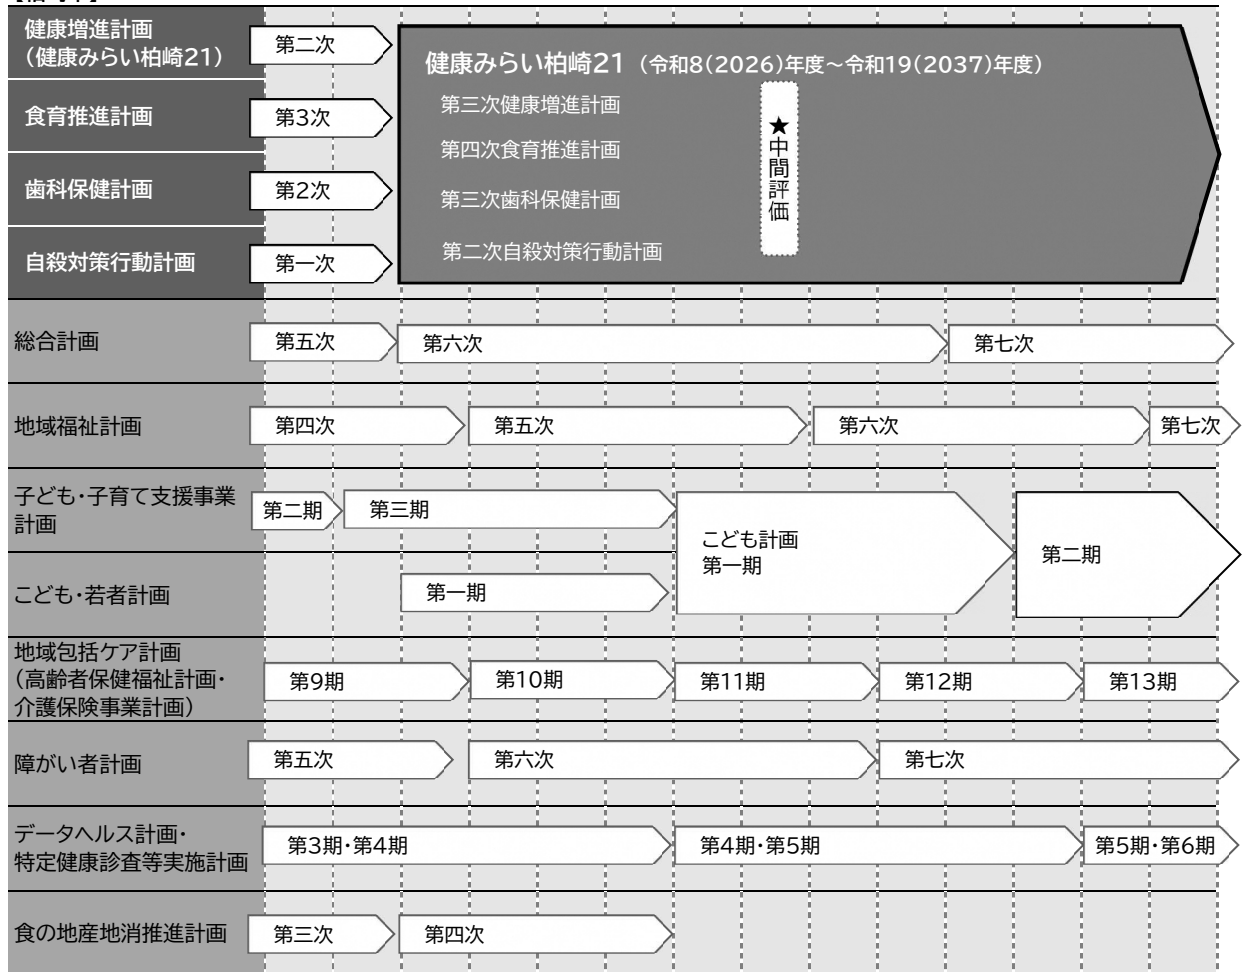 健康増進計画
（健康みらい柏崎21）
第二次
健康みらい柏崎21（令和8(2026)年度～令和19(2037)年度）
第三次健康増進計画
第四次食育推進計画
第三次歯科保健計画
第二次自殺対策行動計画
★中間評価
食育推進計画
第3次
歯科保健計画
第2次
自殺対策行動計画
第一次
総合計画
第五次
第六次
第七次
地域福祉計画
第四次
第五次
第六次
第七次
子ども・子育て支援事業
計画
第二期
第三期
こども計画
第一期
第二期
こども・若者計画
第一期
地域包括ケア計画
（高齢者保健福祉計画・
介護保険事業計画）
第9期
第10期
第11期
第12期
第13期
障がい者計画
第五次
第六次
第七次
データヘルス計画・
特定健康診査等実施計画
第3期・第4期
第4期・第5期
第5期・第6期
食の地産地消推進計画
第三次
第四次